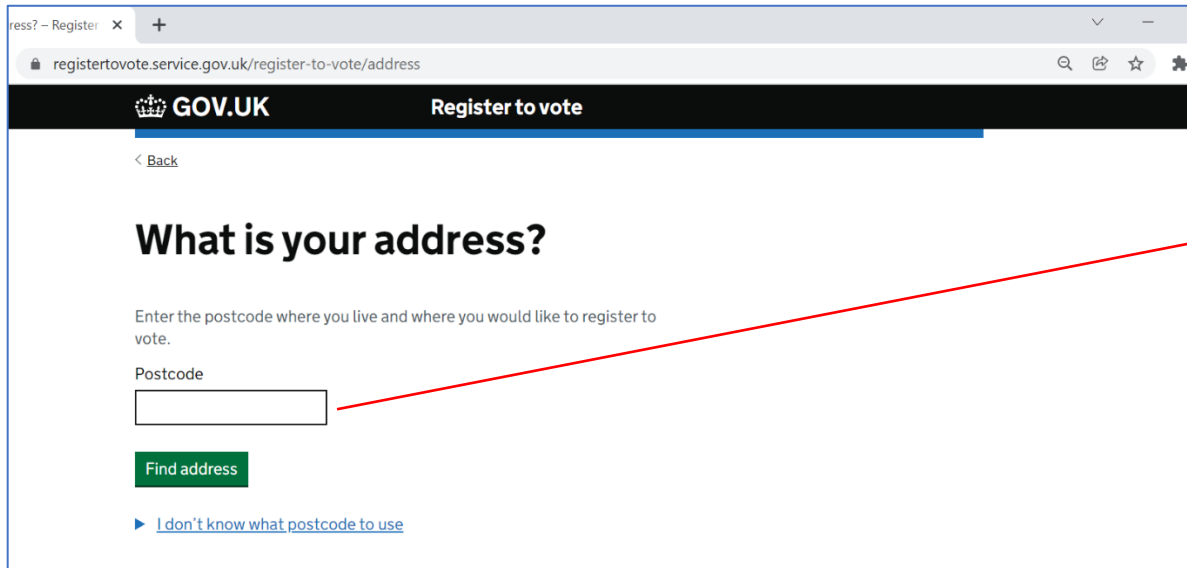 ress? – Register
registertovote.service.gov.uk/register-to-vote/address
GOV.UK Register to vote
Back
What is your address?
Enter the postcode where you live and where you would like to register to
vote.
Postcode
Find address
I don't know what postcode to use